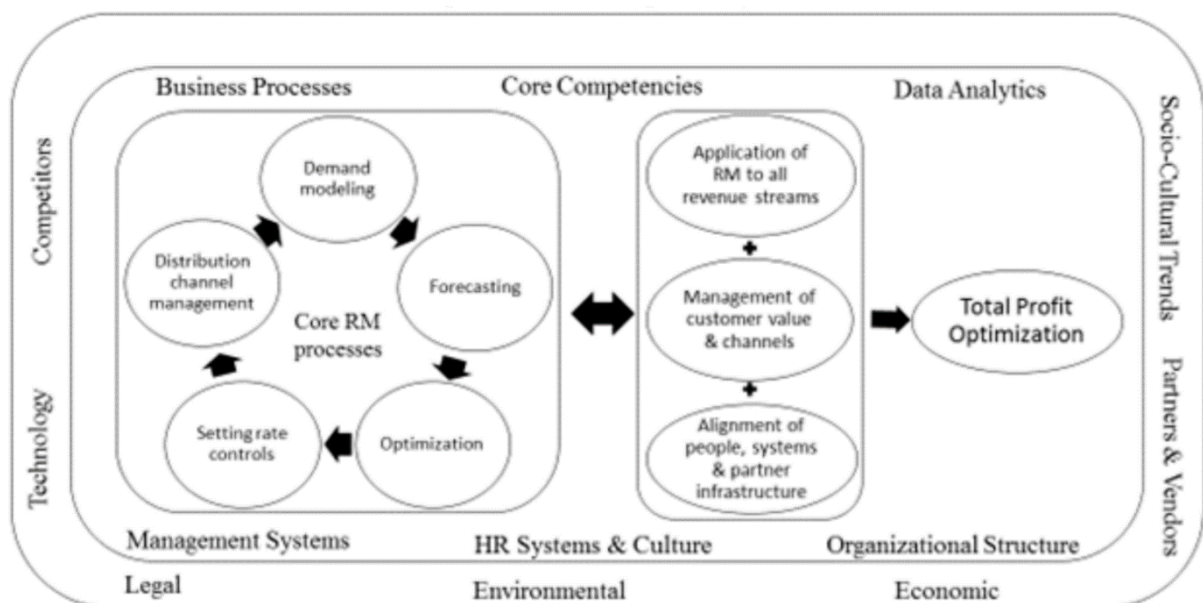 Business Processes
Core Competencies
Data Analytics
Competitors
Technology
Socio-Cultural Trends
Partners & Vendors
Demand
modeling
Distribution
channel
management
Forecasting
Core RM
processes
Setting rate
controls
Optimization
Application of
RM to all
revenue streams
+
Management of
customer value
& channels
+
Alignment of
people, systems
& partner
infrastructure
Total Profit
Optimization
Management Systems
HR Systems & Culture
Organizational Structure
Legal
Environmental
Economic